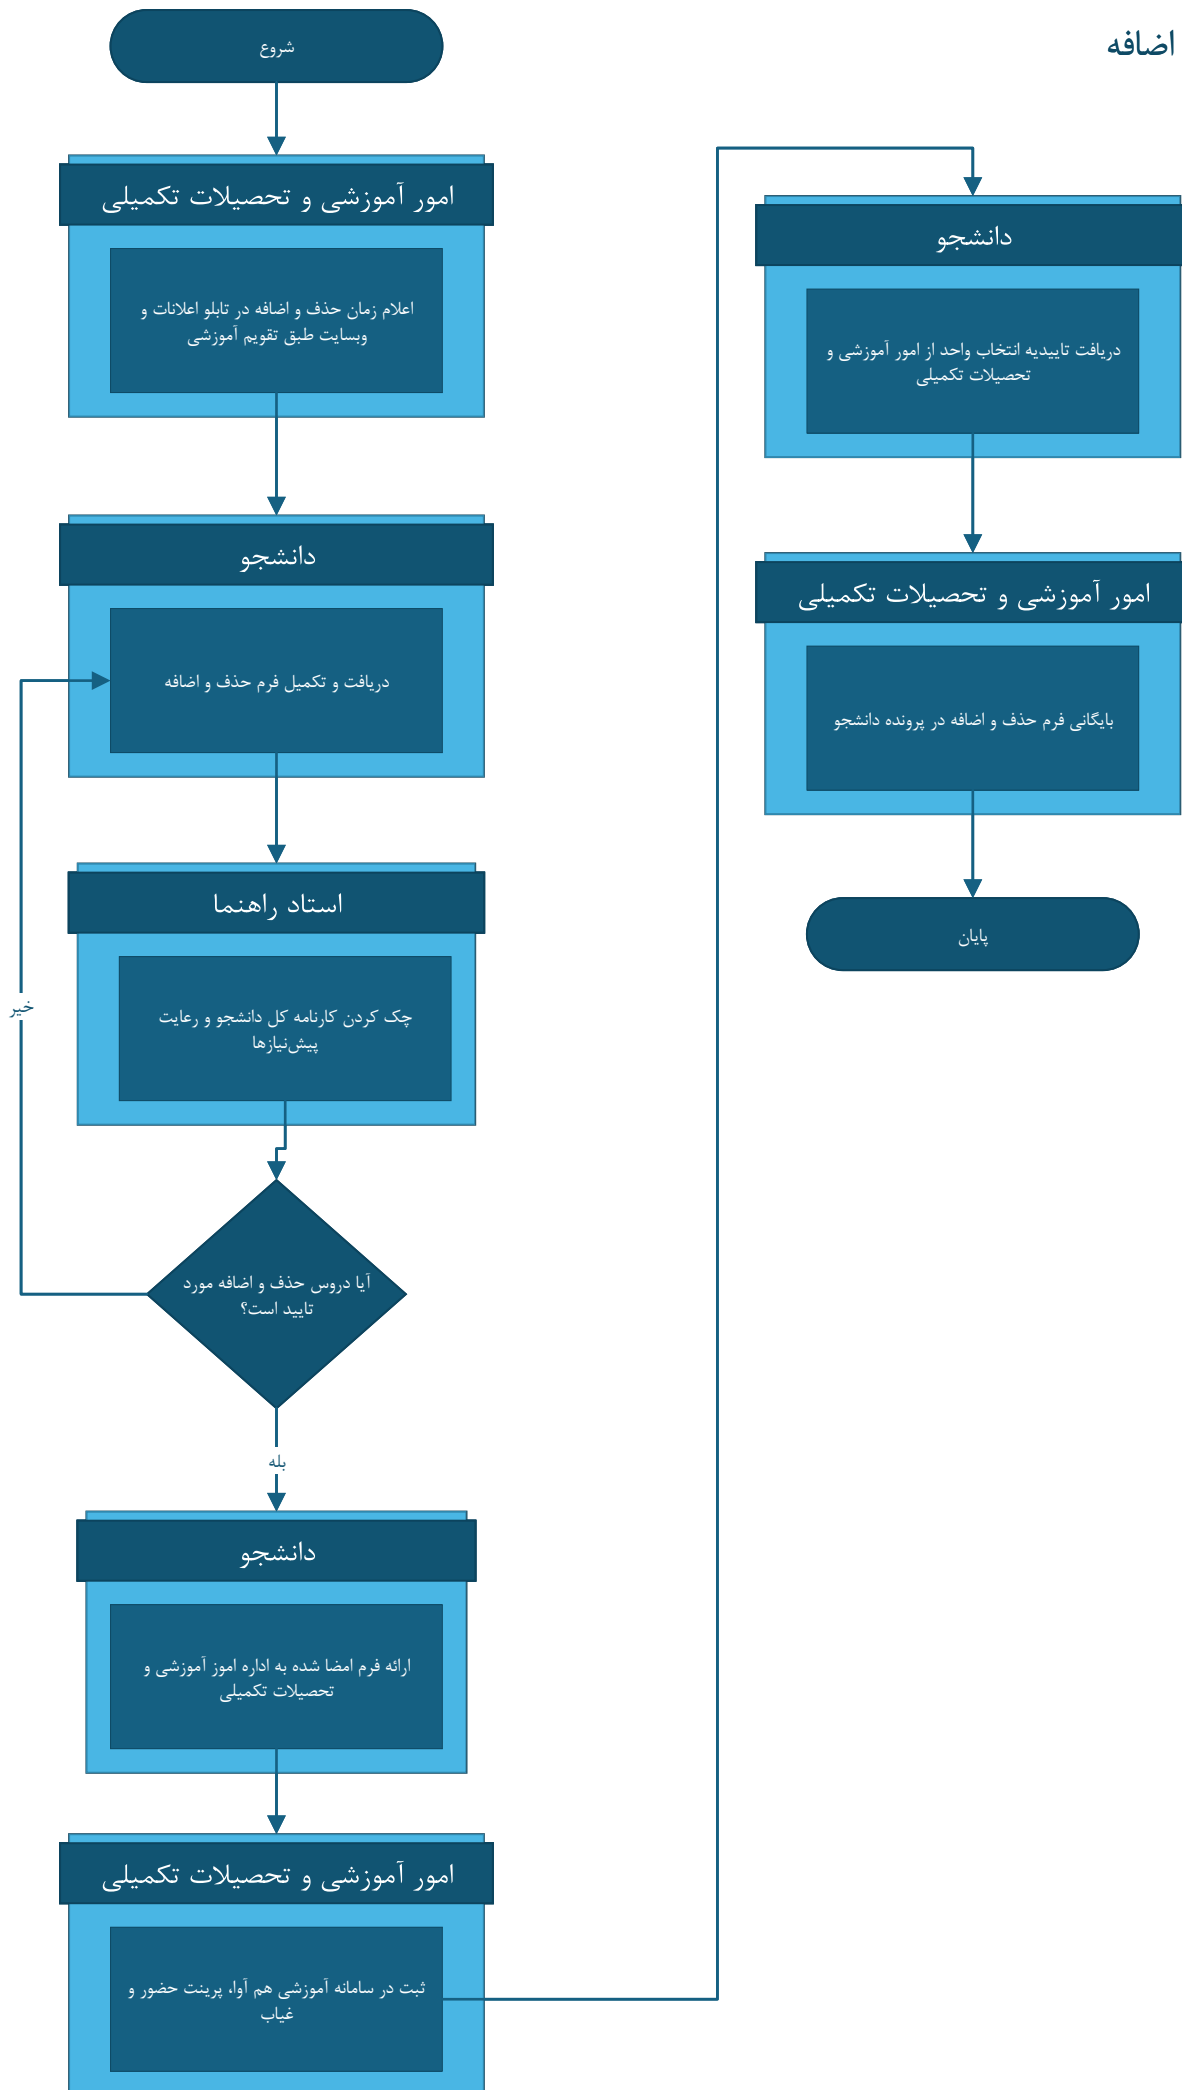 اضافه
شروع
امور آموزشی و تحصیلات تکمیلی
اعلام زمان حذف و اضافه در تابلو اعلانات و
وبسایت طبق تقویم آموزشی
دانشجو
دریافت و تکمیل فرم حذف و اضافه
استاد راهنما
چک کردن کارنامه کل دانشجو و رعایت
پیش‌نیازها
خیر
آیا دروس حذف و اضافه مورد
تایید است؟
بله
دانشجو
ارائه فرم امضا شده به اداره اموز آموزشی و
تحصیلات تکمیلی
امور آموزشی و تحصیلات تکمیلی
ثبت در سامانه آموزشی هم آوا، پرینت حضور و
غیاب
دانشجو
دریافت تاییدیه انتخاب واحد از امور آموزشی و
تحصیلات تکمیلی
امور آموزشی و تحصیلات تکمیلی
بایگانی فرم حذف و اضافه در پرونده دانشجو
پایان